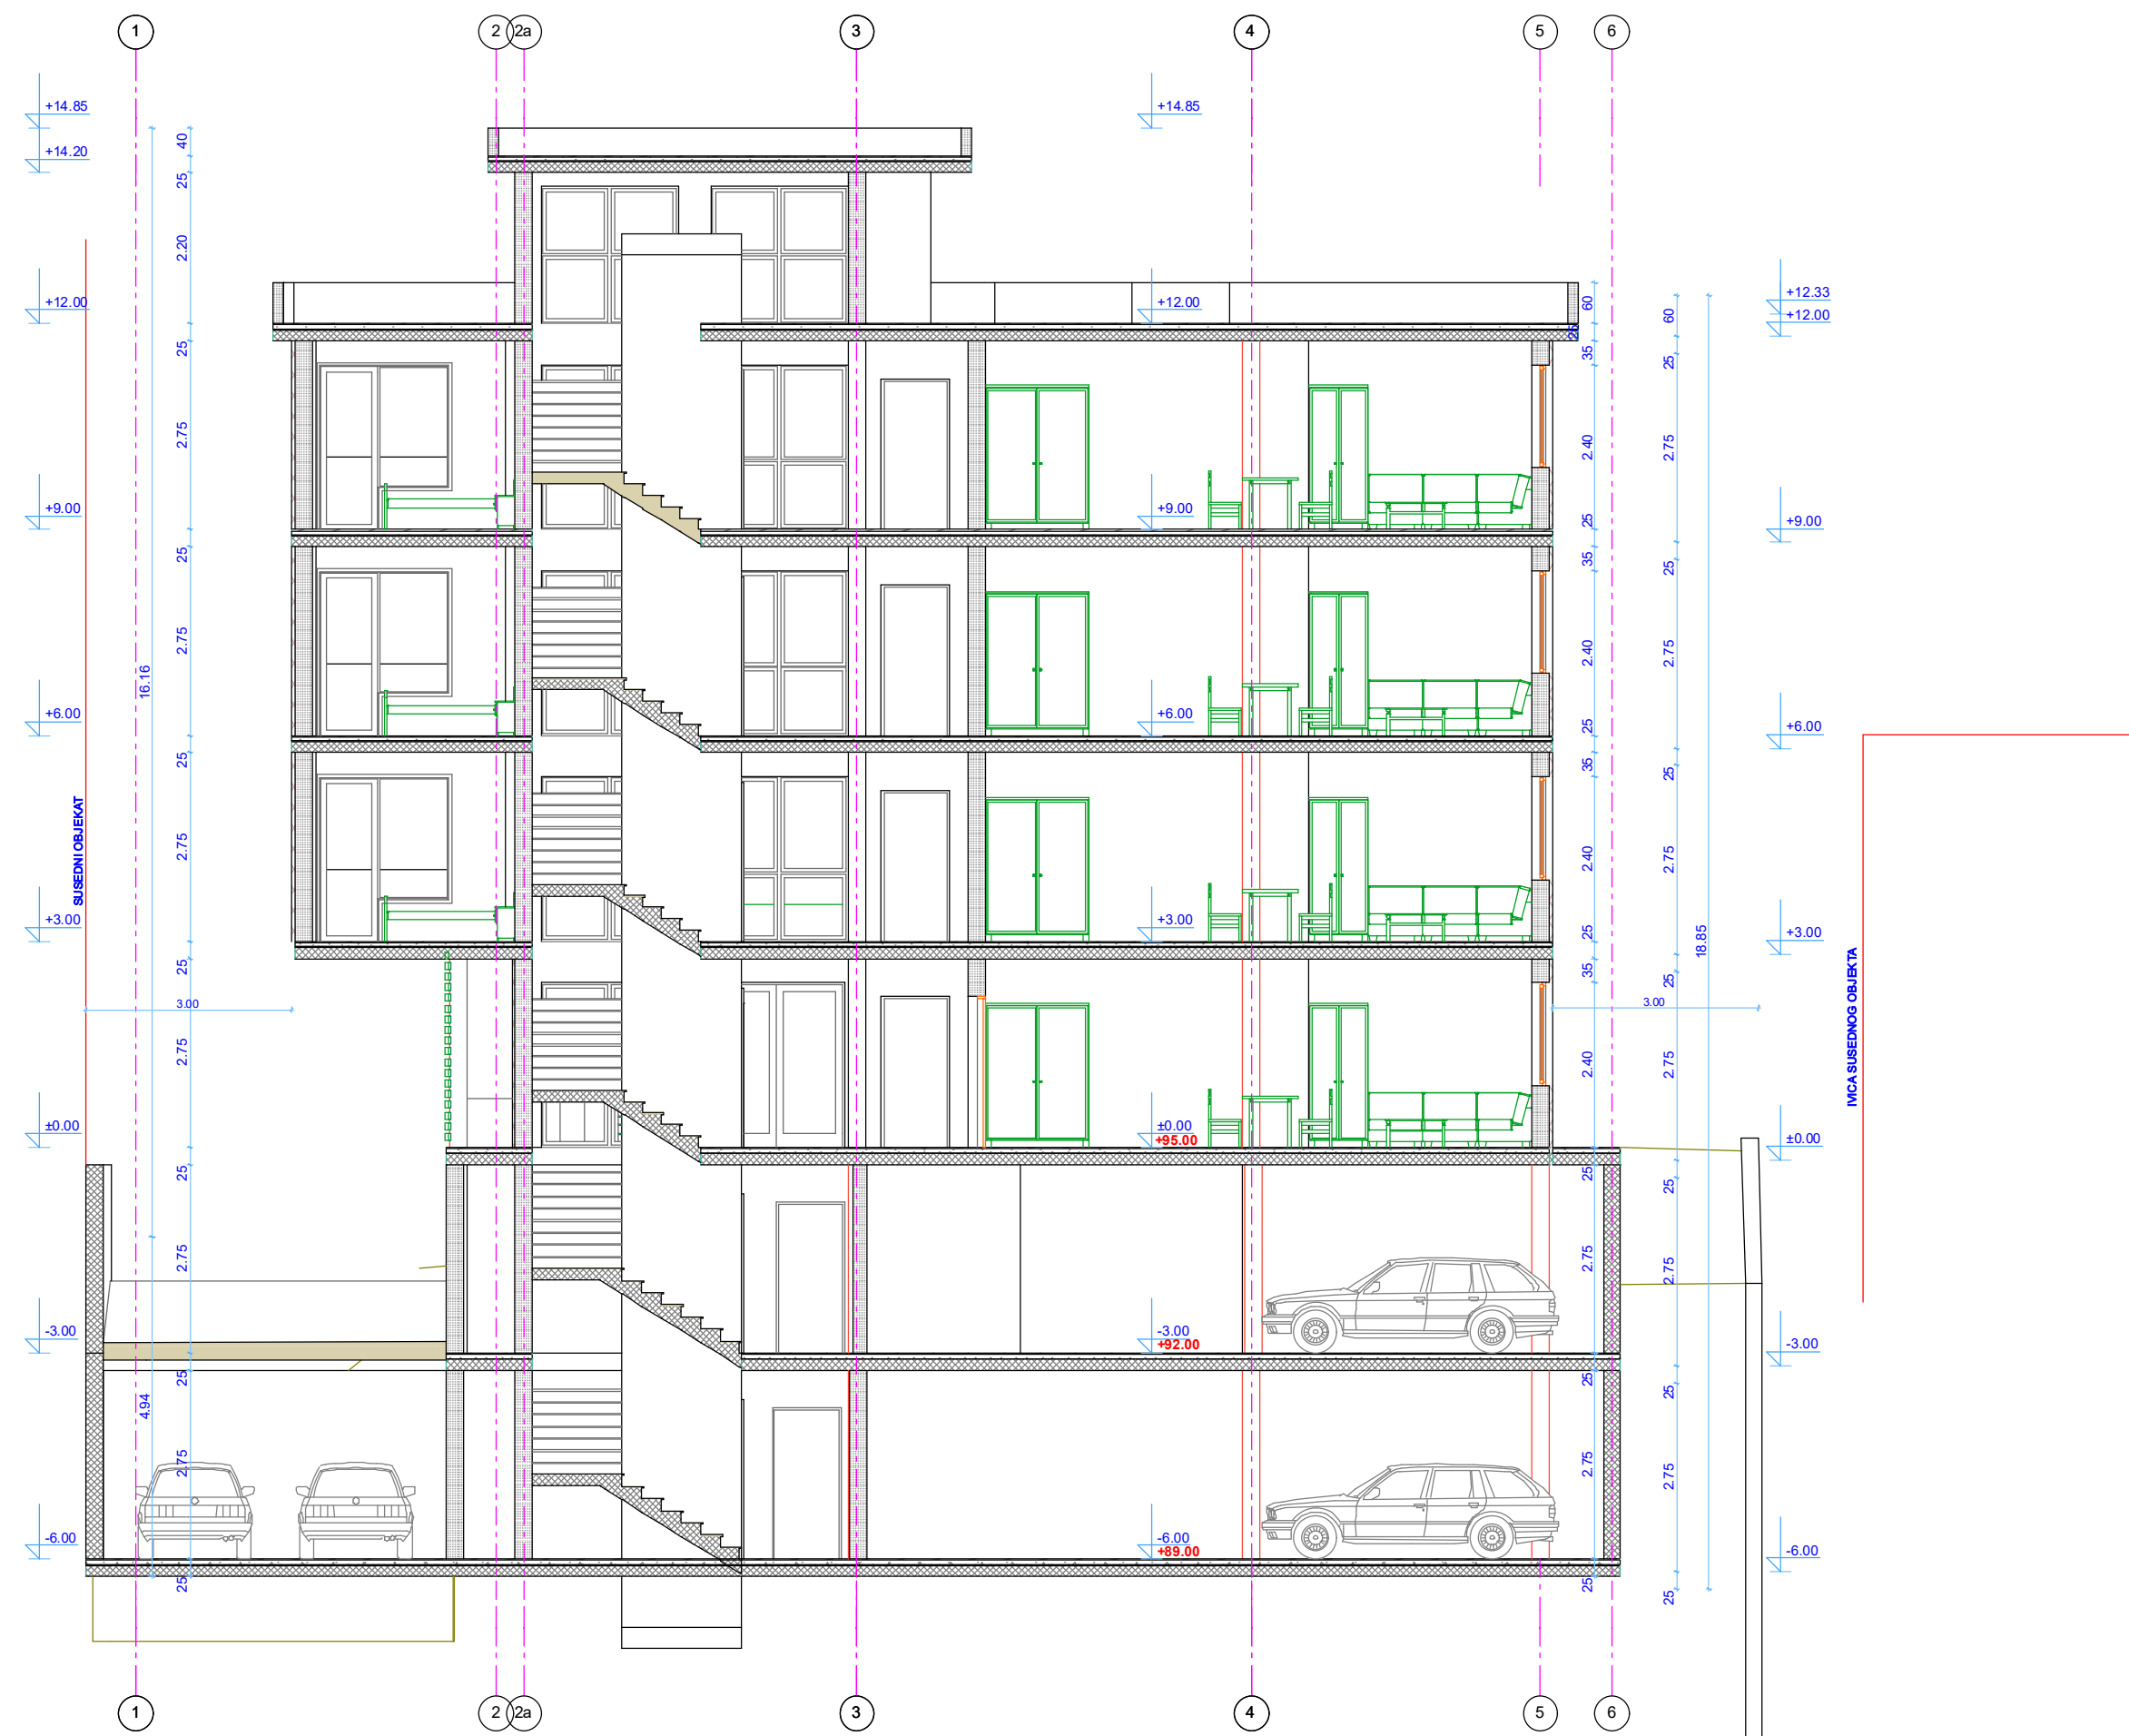 1 2 2a 3 4 5 6
+14.85 +14.85
40
+14.20
25
2.20
+12.00 +12.00 60 60 +12.33
+12.00
25 25 35 25
2.75 2.40 2.75
+9.00 +9.00 25 +9.00
25 35 25
2.75 2.40 2.75
16.16
+6.00 +6.00 25 +6.00
25 35 25
SUSEDNI OBJEKAT 2.75 2.40 2.75
+3.00 +3.00 25 18.85 +3.00
25 35 25
3.00 3.00 IVICA SUSEDNOG OBJEKTA
2.75 2.40 2.75
±0.00 ±0.00 ±0.00
+95.00
25 25 25
2.75 2.75 2.75
-3.00 -3.00 -3.00
+92.00
25 25 25
4.94
2.75 2.75 2.75
-6.00 -6.00 -6.00
+89.00
25 25 25
1 2 2a 3 4 5 6